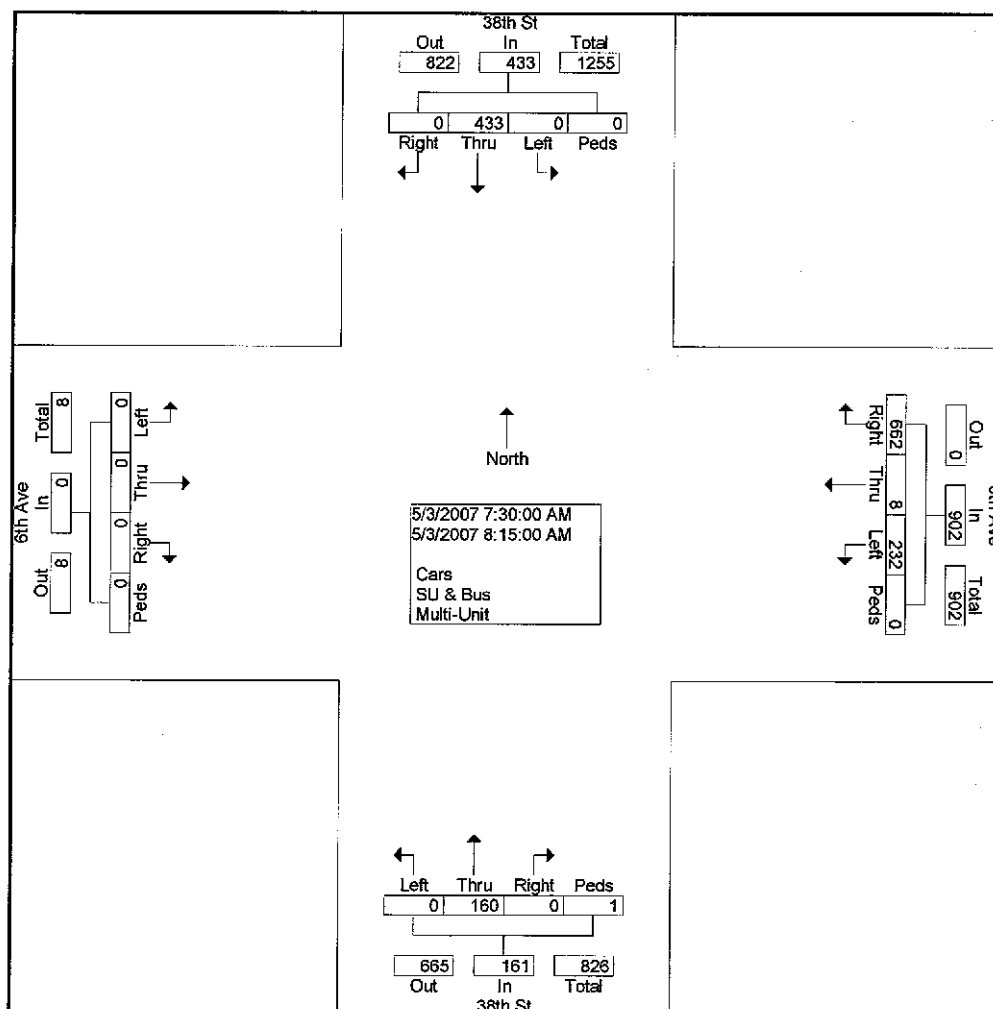 38th St
Out In Total
822 433 1255
0 433 0 0
Right Thru Left Peds
6th Ave
Total In Out
8 0 8
0 0 0 0
Left Thru Right Peds
North
5/3/2007 7:30:00 AM
5/3/2007 8:15:00 AM
Cars
SU & Bus
Multi-Unit
Right Thru Left Peds
662 8 232 0
Out In Total
0 902 902
Ave
Left Thru Right Peds
0 160 0 1
665 161 826
Out In Total
38th St